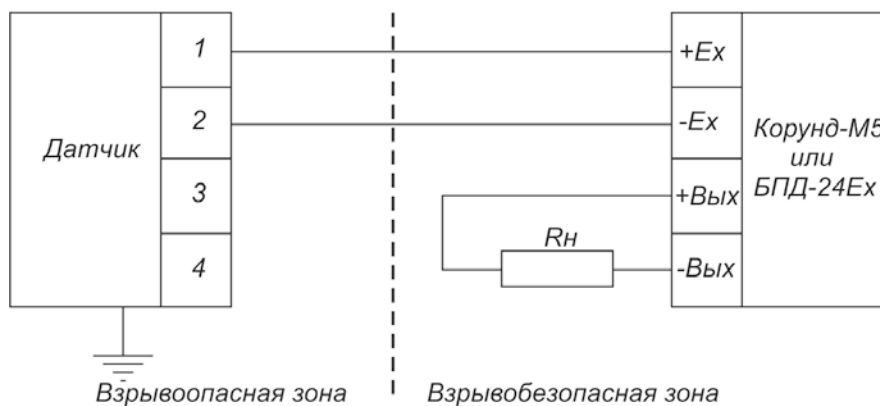 Датчик
1
2
3
4
+Ex
-Ex
+Вых
-Вых
Rн
Корунд-М5
или
БПД-24Ex
Взрывоопасная зона
Взрывобезопасная зона